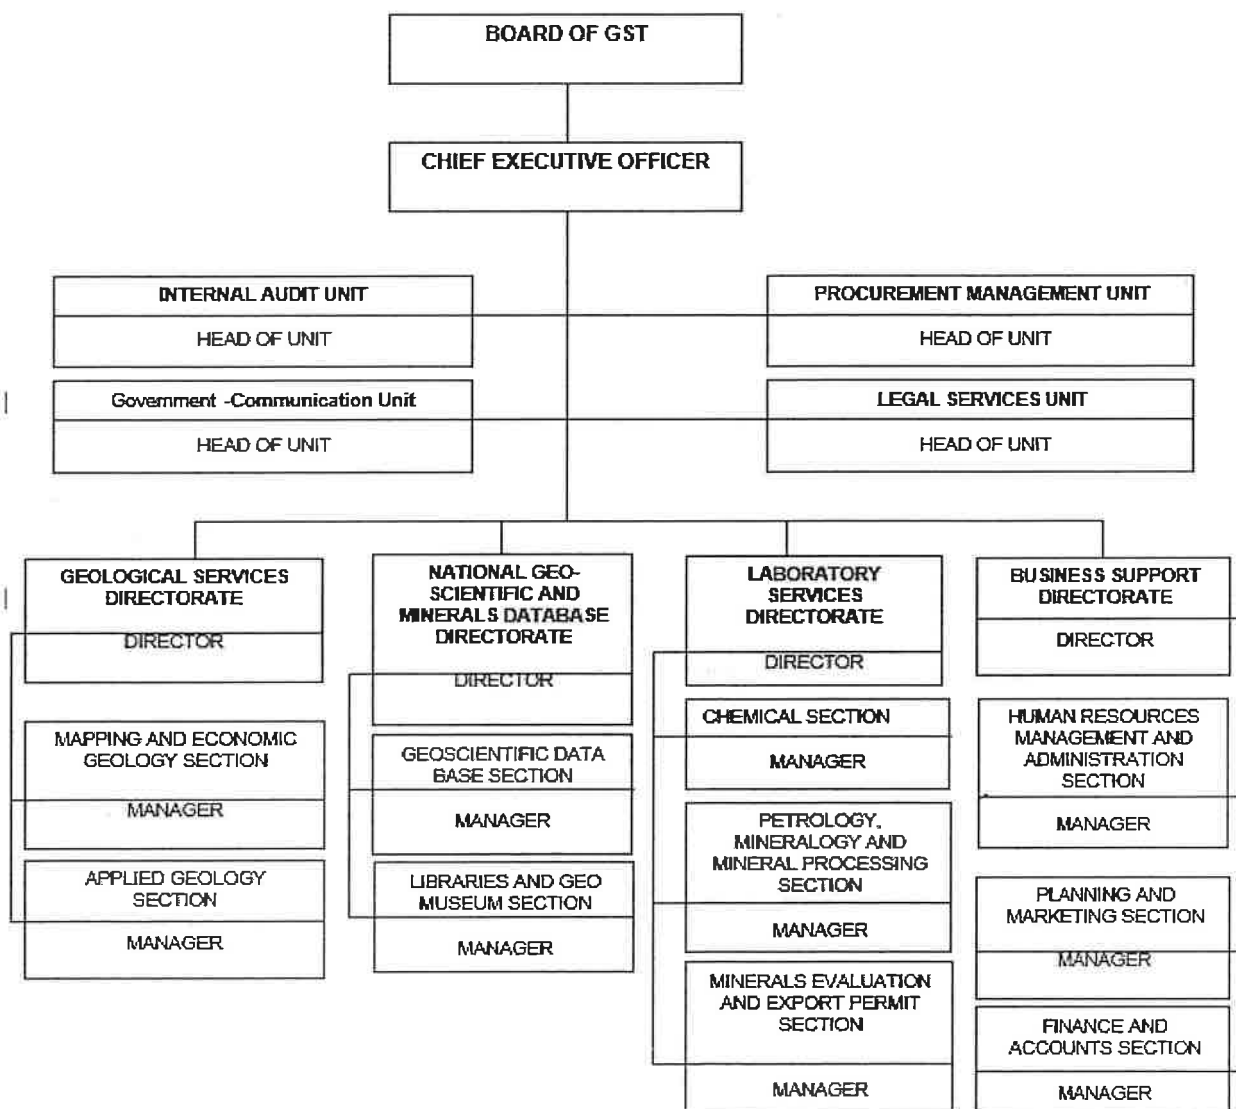 BOARD OF GST
CHIEF EXECUTIVE OFFICER
INTERNAL AUDIT UNIT
HEAD OF UNIT
PROCUREMENT MANAGEMENT UNIT
HEAD OF UNIT
Government -Communication Unit
HEAD OF UNIT
LEGAL SERVICES UNIT
HEAD OF UNIT
GEOLOGICAL SERVICES
DIRECTORATE
DIRECTOR
MAPPING AND ECONOMIC
GEOLOGY SECTION
MANAGER
APPLIED GEOLOGY
SECTION
MANAGER
NATIONAL GEO-
SCIENTIFIC AND
MINERALS DATABASE
DIRECTORATE
DIRECTOR
GEOSCIENTIFIC DATA
BASE SECTION
MANAGER
LIBRARIES AND GEO
MUSEUM SECTION
MANAGER
LABORATORY
SERVICES
DIRECTORATE
DIRECTOR
CHEMICAL SECTION
MANAGER
PETROLOGY,
MINERALOGY AND
MINERAL PROCESSING
SECTION
MANAGER
MINERALS EVALUATION
AND EXPORT PERMIT
SECTION
MANAGER
BUSINESS SUPPORT
DIRECTORATE
DIRECTOR
HUMAN RESOURCES
MANAGEMENT AND
ADMINISTRATION
SECTION
MANAGER
PLANNING AND
MARKETING SECTION
MANAGER
FINANCE AND
ACCOUNTS SECTION
MANAGER